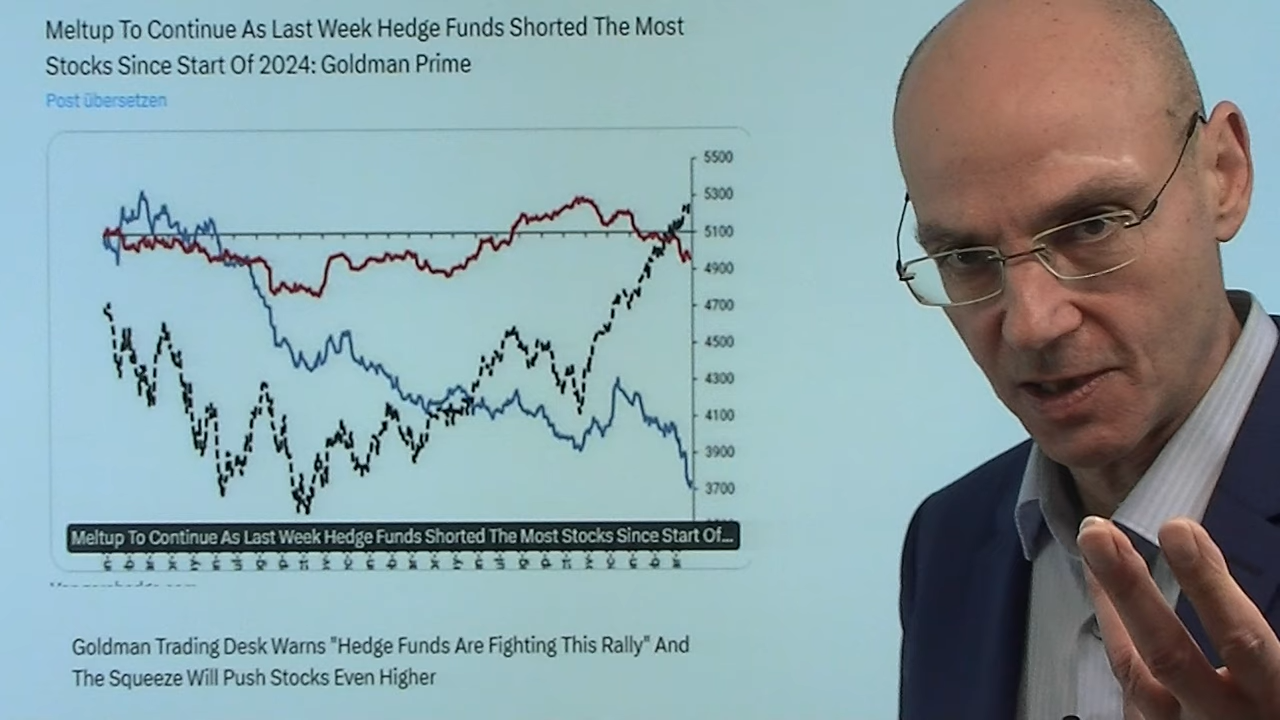 Meltup To Continue As Last Week Hedge Funds Shorted The Most
Stocks Since Start Of 2024: Goldman Prime
Post übersetzen
5500
5300
5100
4900
4700
4500
4300
4100
3900
3700
Meltup To Continue As Last Week Hedge Funds Shorted The Most Stocks Since Start Of...
Goldman Trading Desk Warns "Hedge Funds Are Fighting This Rally" And
The Squeeze Will Push Stocks Even Higher